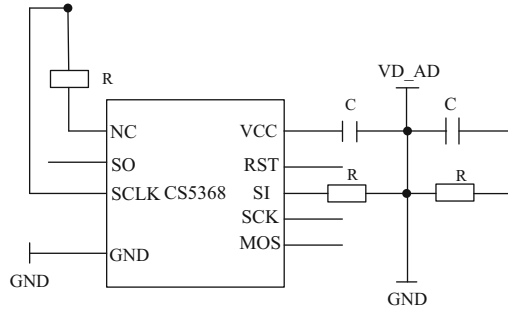 VD_AD
R
C
C
NC
VCC
SO
RST
R
R
SCLK CS5368
SI
SCK
GND
MOS
GND
GND